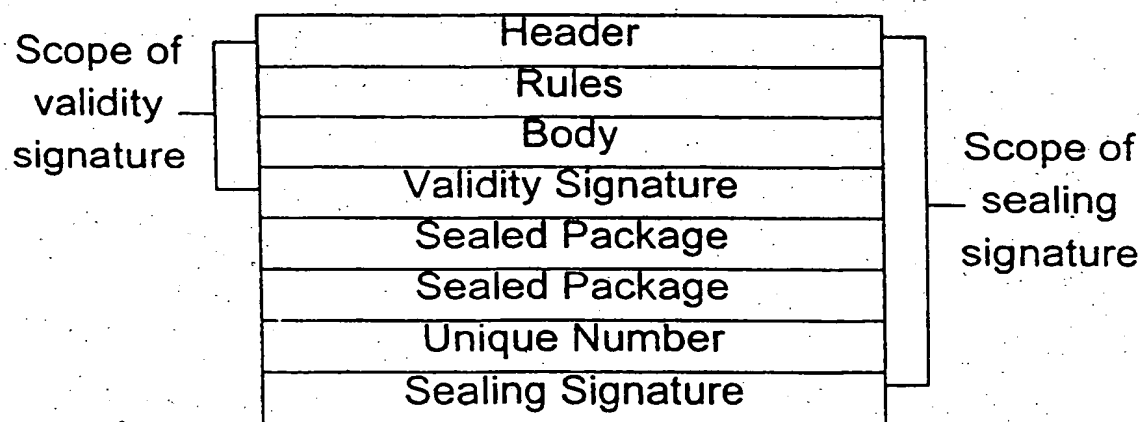 Scope of
validity
signature
Header
Rules
Body
Validity Signature
Sealed Package
Sealed Package
Unique Number
Sealing Signature
Scope of
sealing
signature